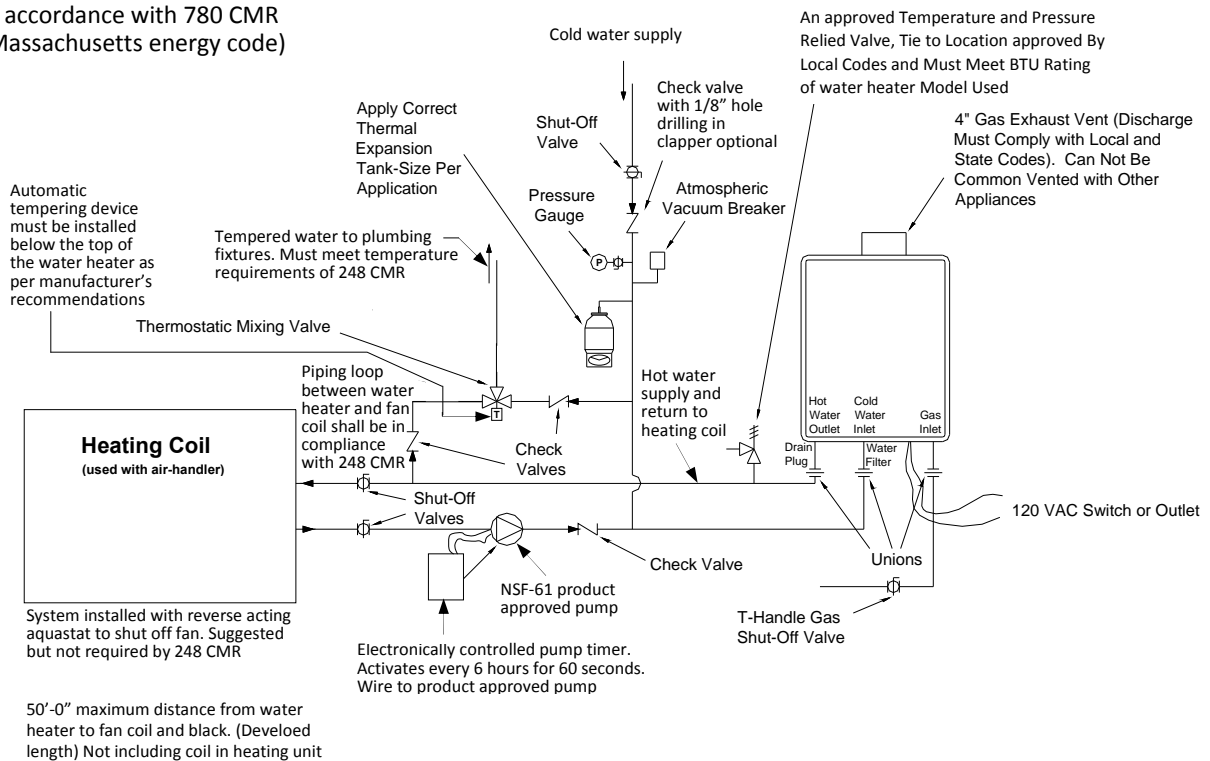 accordance with 780 CMR
Massachusetts energy code)
Cold water supply
An approved Temperature and Pressure
Relied Valve, Tie to Location approved By
Local Codes and Must Meet BTU Rating
of water heater Model Used
Check valve
with 1/8” hole
drilling in
clapper optional
Apply Correct
Thermal
Expansion
Tank-Size Per
Application
Shut-Off
Valve
4" Gas Exhaust Vent (Discharge
Must Comply with Local and
State Codes). Can Not Be
Common Vented with Other
Appliances
Automatic
tempering device
must be installed
below the top of
the water heater as
per manufacturer’s
recommendations
Pressure
Gauge
Atmospheric
Vacuum Breaker
Tempered water to plumbing
fixtures. Must meet temperature
requirements of 248 CMR
P
Thermostatic Mixing Valve
Piping loop
between water
heater and fan
coil shall be in
compliance
with 248 CMR
T
Hot water
supply and
return to
heating coil
Hot
Water
Outlet
Cold
Water
Inlet
Gas
Inlet
Heating Coil
(used with air-handler)
Check
Valves
Drain
Plug
Water
Filter
Shut-Off
Valves
120 VAC Switch or Outlet
Unions
Check Valve
NSF-61 product
approved pump
T-Handle Gas
Shut-Off Valve
System installed with reverse acting
aquastat to shut off fan. Suggested
but not required by 248 CMR
Electronically controlled pump timer.
Activates every 6 hours for 60 seconds.
Wire to product approved pump
50’-0” maximum distance from water
heater to fan coil and black. (Develoed
length) Not including coil in heating unit